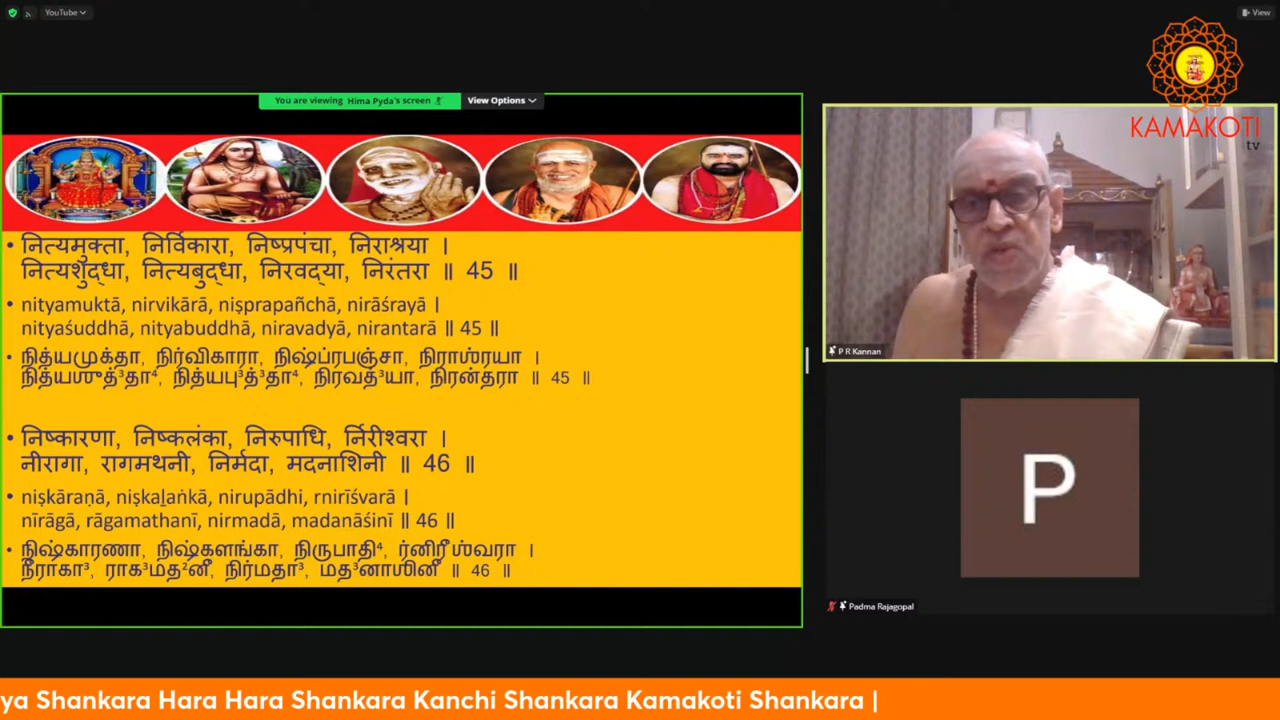 YouTube
View
KAMAKOTI
tv
You are viewing Hima Pyda's screen
View Options
• नित्यमुक्ता, निर्विकारा, निष्प्रपंचा, निराश्रया ।
नित्यशुद्धा, नित्यबुद्धा, निरवद्या, निरंतरा ॥ 45 ॥
• nityamuktā, nirvikārā, niṣprapañchā, nirāśrayā |
nityaśuddhā, nityabuddhā, niravadyā, nirantarā ॥ 45 ॥
• நித்யமுக்தா, நிர்விகாரா, நிஷ்ப்ரபஞ்சா, நிராஶ்ரயா ।
நித்யஶுத்³தா⁴, நித்யபு³த்³தா⁴, நிரவத்³யா, நிரன்தரா ॥ 45 ॥
• निष्कारणा, निष्कलंका, निरुपाधि, र्निरीश्वरा ।
नीरागा, रागमथनी, निर्मदा, मदनाशिनी ॥ 46 ॥
• niṣkāraṇā, niṣkaḻaṅkā, nirupādhi, rnirīśvarā |
nīrāgā, rāgamathanī, nirmadā, madanāśinī ॥ 46 ॥
• நிஷ்காரணா, நிஷ்களங்கா, நிருபாதி⁴, ர்னிரீஶ்வரா ।
நீராகா³, ராக³மத²னீ, நிர்மதா³, மத³னாஶினீ ॥ 46 ॥
P R Kannan
P
Padma Rajagopal
ya Shankara Hara Hara Shankara Kanchi Shankara Kamakoti Shankara |